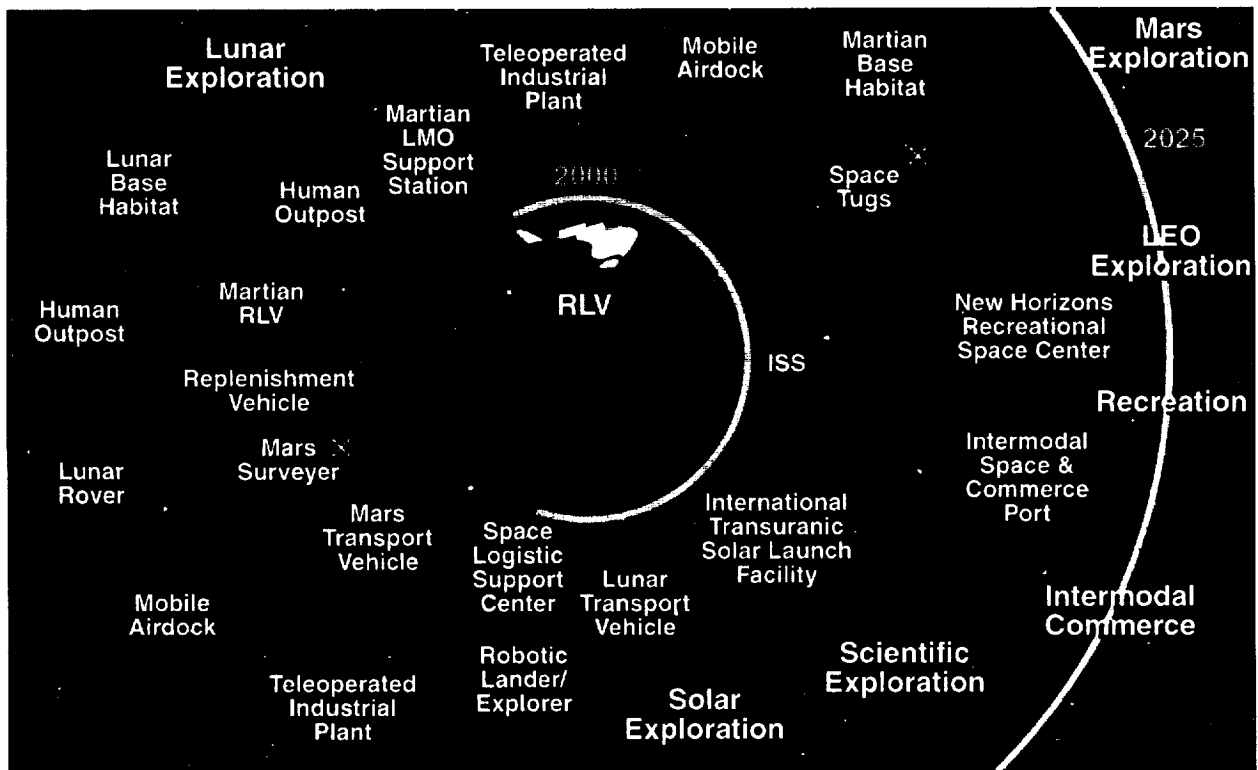 Lunar
Exploration
Teleoperated
Industrial
Plant
Mobile
Airdock
Martian
Base
Habitat
Mars
Exploration
Martian
LMO
Support
Station
2025
Lunar
Base
Habitat
Human
Outpost
2000
Space
Tugs
LEO
Exploration
Human
Outpost
Martian
RLV
RLV
New Horizons
Recreational
Space Center
ISS
Replenishment
Vehicle
Recreation
Mars
Surveyer
Lunar
Rover
Intermodal
Space &
Commerce
Port
Mars
Transport
Vehicle
Space
Logistic
Support
Center
International
Transuranic
Solar Launch
Facility
Lunar
Transport
Vehicle
Mobile
Airdock
Intermodal
Commerce
Teleoperated
Industrial
Plant
Robotic
Lander/
Explorer
Solar
Exploration
Scientific
Exploration